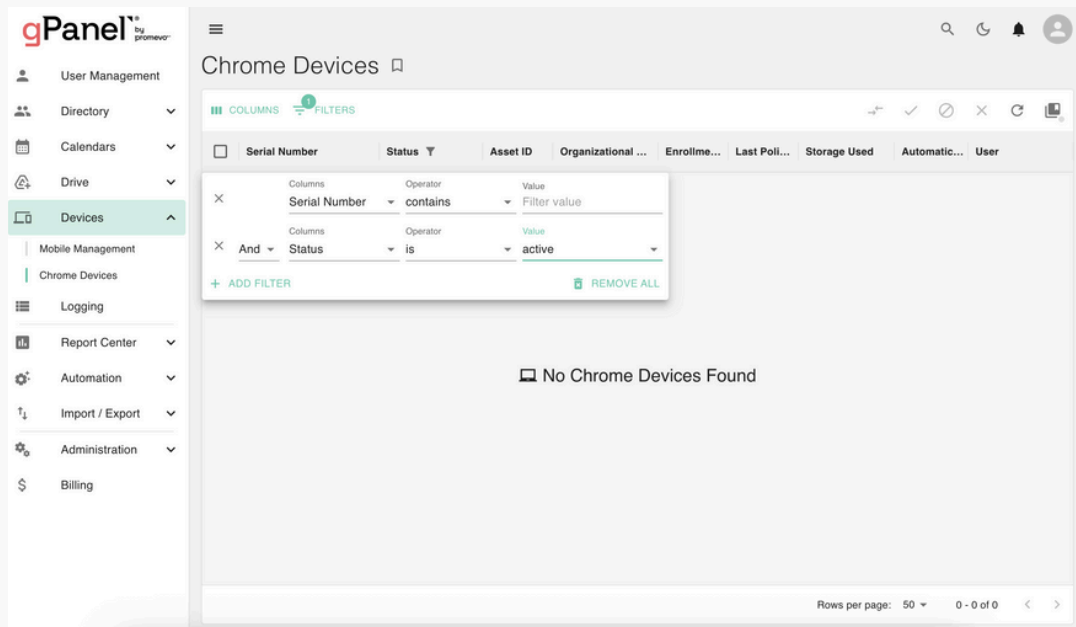 gPanel by promevo
User Management
Directory
Calendars
Drive
Devices
Mobile Management
Chrome Devices
Logging
Report Center
Automation
Import / Export
Administration
$ Billing
Chrome Devices
COLUMNS 1 FILTERS
Serial Number Status Asset ID Organizational ... Enrollme... Last Poli... Storage Used Automatic... User
Columns Operator Value
Serial Number contains Filter value
Columns Operator Value
And Status is active
+ ADD FILTER REMOVE ALL
No Chrome Devices Found
Rows per page: 50 0 - 0 of 0